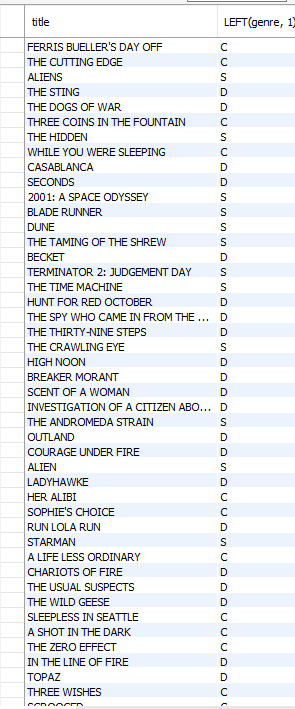 title LEFT(genre, 1)
FERRIS BUELLER'S DAY OFF C
THE CUTTING EDGE C
ALIENS S
THE STING D
THE DOGS OF WAR D
THREE COINS IN THE FOUNTAIN C
THE HIDDEN S
WHILE YOU WERE SLEEPING C
CASABLANCA D
SECONDS D
2001: A SPACE ODYSSEY S
BLADE RUNNER S
DUNE S
THE TAMING OF THE SHREW S
BECKET D
TERMINATOR 2: JUDGEMENT DAY S
THE TIME MACHINE S
HUNT FOR RED OCTOBER D
THE SPY WHO CAME IN FROM THE ... D
THE THIRTY-NINE STEPS D
THE CRAWLING EYE S
HIGH NOON D
BREAKER MORANT D
SCENT OF A WOMAN D
INVESTIGATION OF A CITIZEN ABO... D
THE ANDROMEDA STRAIN S
OUTLAND D
COURAGE UNDER FIRE D
ALIEN S
LADYHAWKE D
HER ALIBI C
SOPHIE'S CHOICE C
RUN LOLA RUN D
STARMAN S
A LIFE LESS ORDINARY C
CHARIOTS OF FIRE D
THE USUAL SUSPECTS D
THE WILD GEESE D
SLEEPLESS IN SEATTLE C
A SHOT IN THE DARK C
THE ZERO EFFECT C
IN THE LINE OF FIRE D
TOPAZ D
THREE WISHES C
SCROOGED C